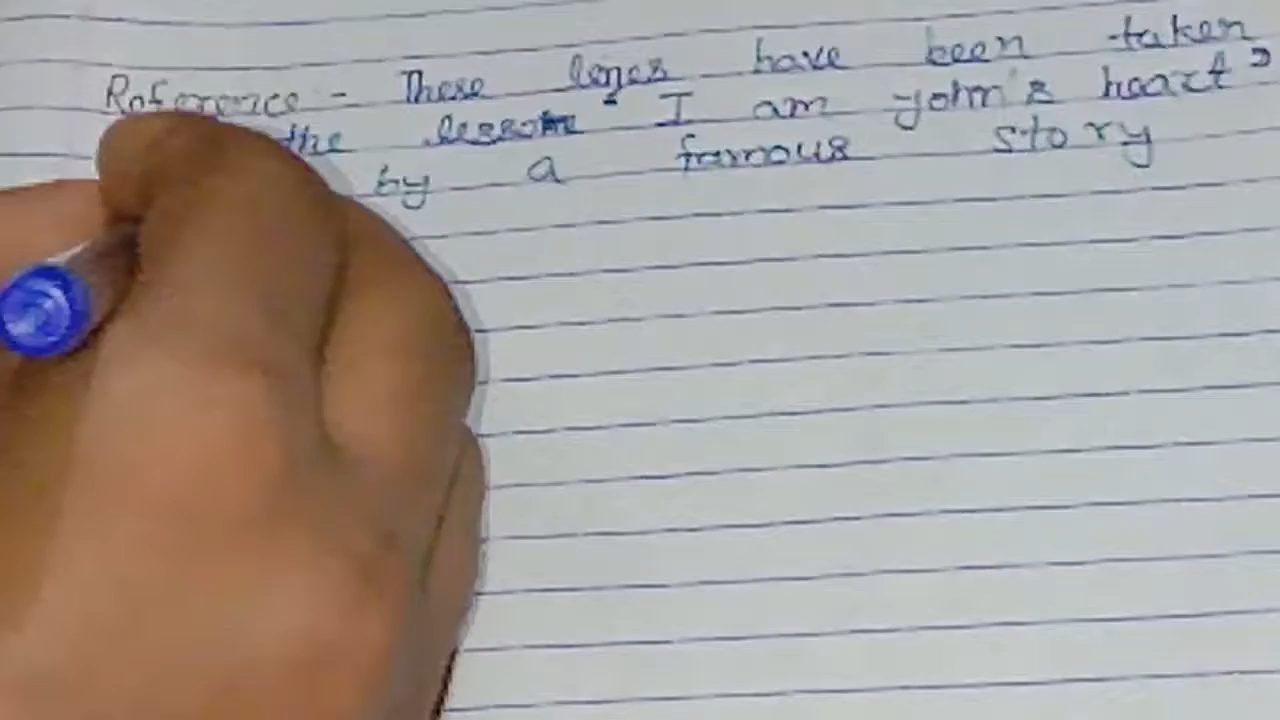 Reference :- These lines have been taken
the lesson "I am John's heart"
by a famous story